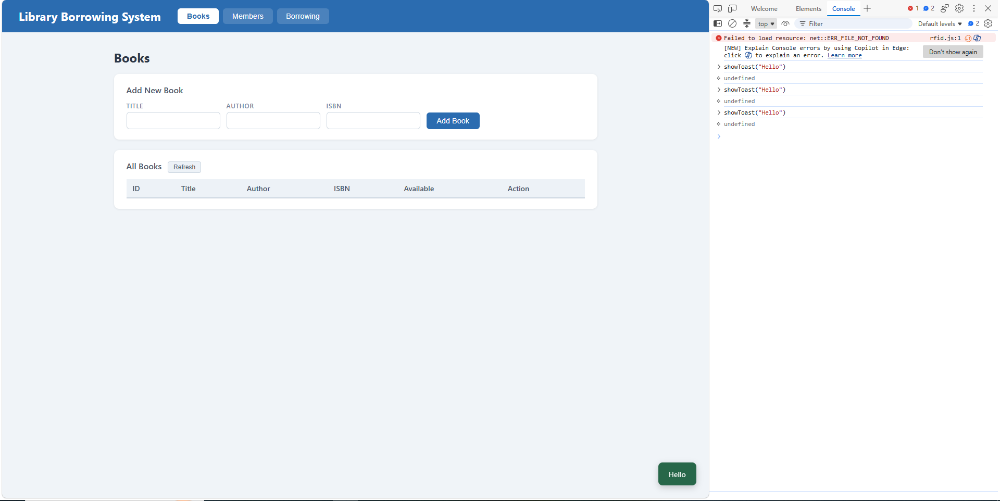 Library Borrowing System Books Members Borrowing
Books
Add New Book
TITLE AUTHOR ISBN
Add Book
All Books Refresh
ID Title Author ISBN Available Action
Hello
Welcome Elements Console 1 2
top Filter Default levels 2
Failed to load resource: net::ERR_FILE_NOT_FOUND rfid.js:1
[NEW] Explain Console errors by using Copilot in Edge:
click to explain an error. Learn more
Don't show again
> showToast("Hello")
undefined
> showToast("Hello")
undefined
> showToast("Hello")
undefined
>